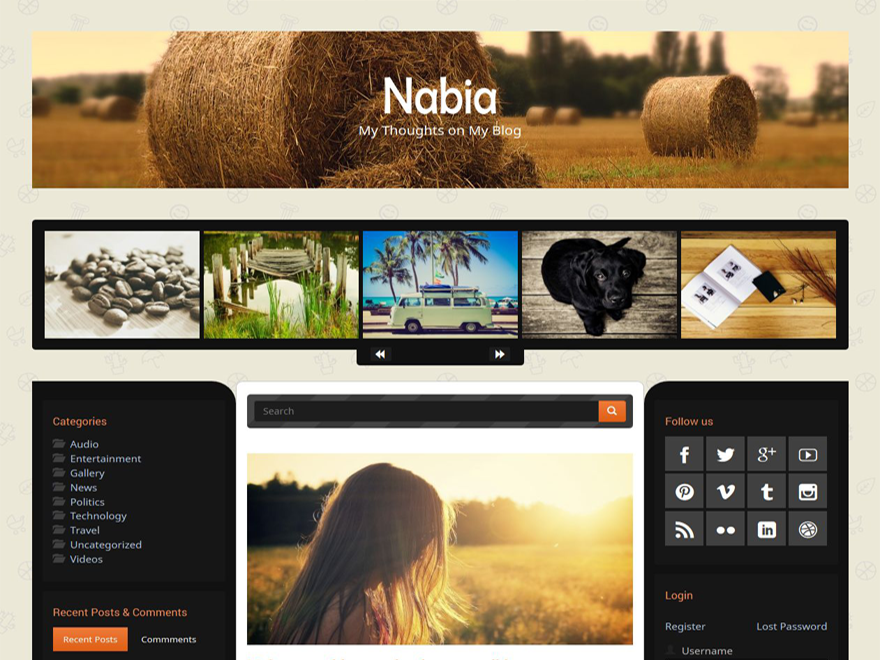 Nabia
My Thoughts on My Blog
Categories
Audio
Entertainment
Gallery
News
Politics
Technology
Travel
Uncategorized
Videos
Recent Posts & Comments
Recent Posts
Commments
Search
Follow us
Login
Register
Lost Password
Username